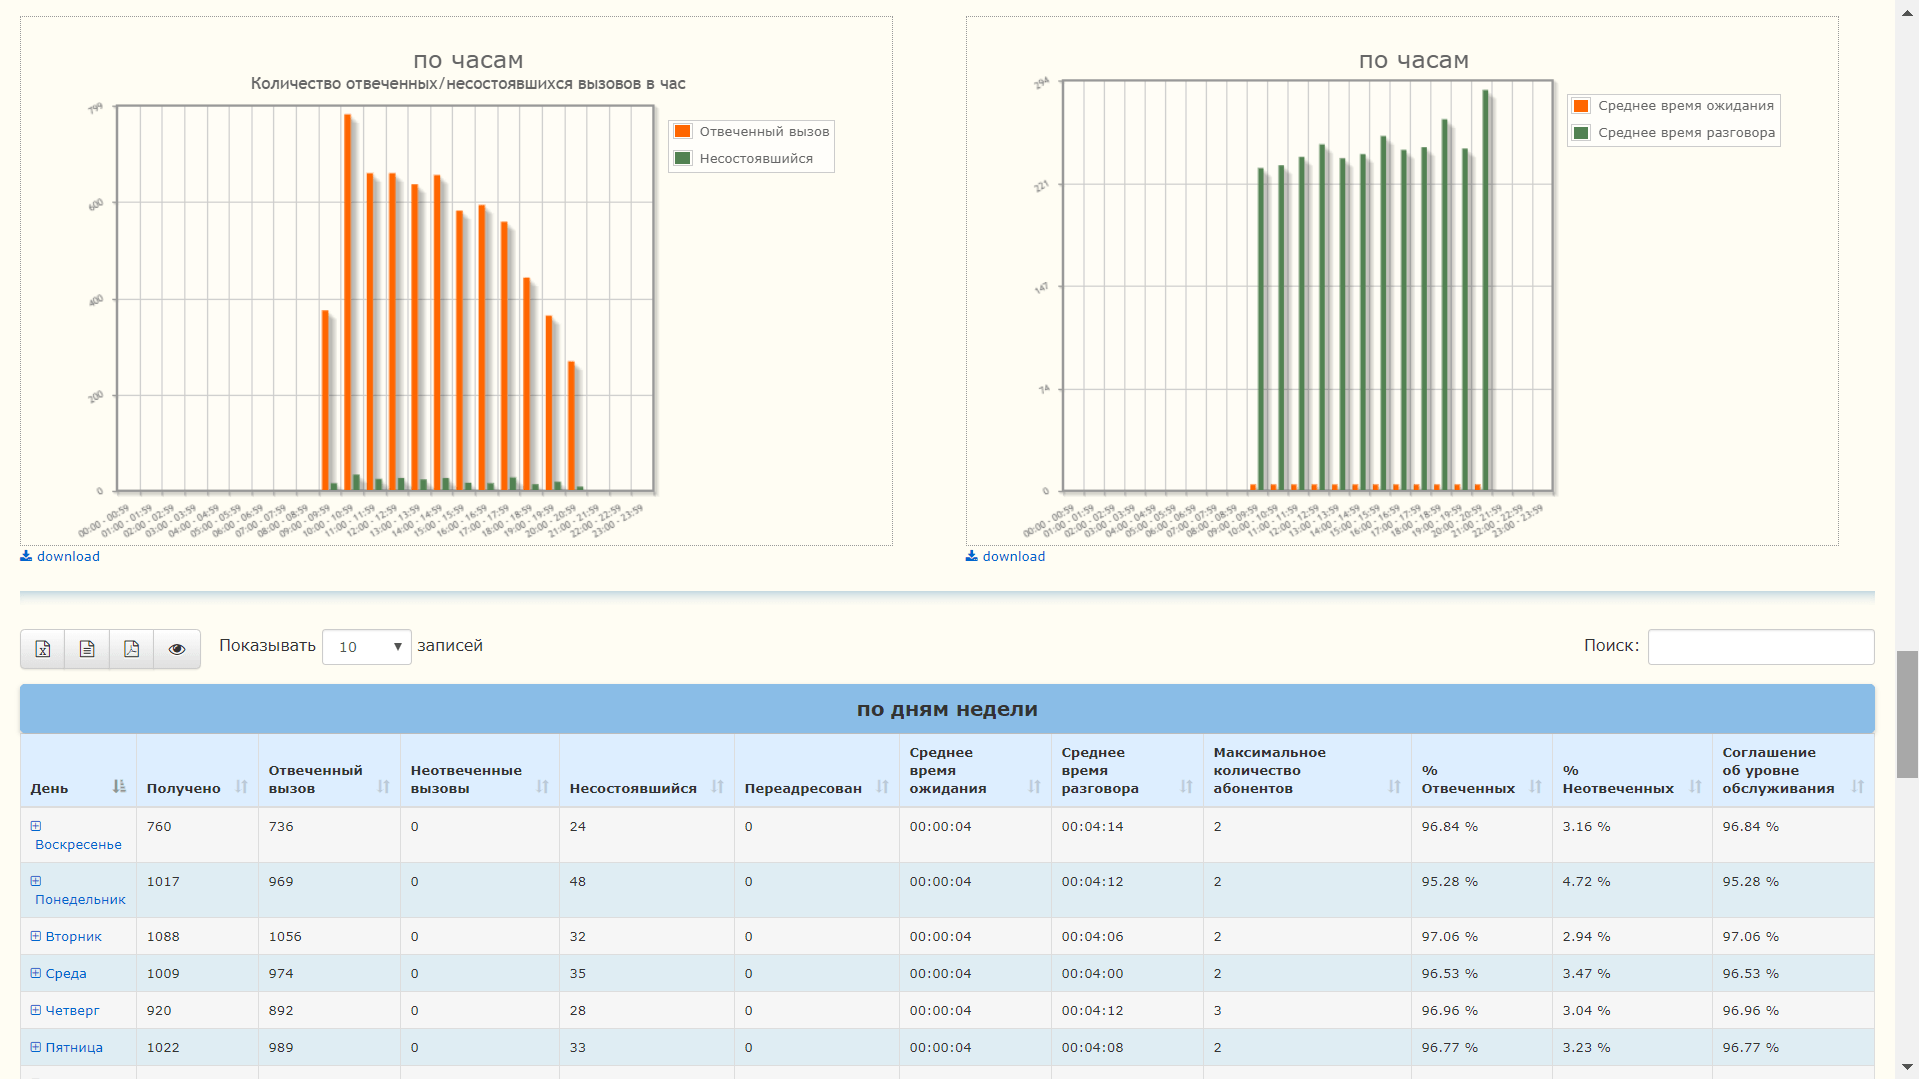 по часам
Количество отвеченных/несостоявшихся вызовов в час
799
600
400
200
0
Отвеченный вызов
Несостоявшийся
00:00 - 00:59
01:00 - 01:59
02:00 - 02:59
03:00 - 03:59
04:00 - 04:59
05:00 - 05:59
06:00 - 06:59
07:00 - 07:59
08:00 - 08:59
09:00 - 09:59
10:00 - 10:59
11:00 - 11:59
12:00 - 12:59
13:00 - 13:59
14:00 - 14:59
15:00 - 15:59
16:00 - 16:59
17:00 - 17:59
18:00 - 18:59
19:00 - 19:59
20:00 - 20:59
21:00 - 21:59
22:00 - 22:59
23:00 - 23:59
download
по часам
294
221
147
74
0
Среднее время ожидания
Среднее время разговора
00:00 - 00:59
01:00 - 01:59
02:00 - 02:59
03:00 - 03:59
04:00 - 04:59
05:00 - 05:59
06:00 - 06:59
07:00 - 07:59
08:00 - 08:59
09:00 - 09:59
10:00 - 10:59
11:00 - 11:59
12:00 - 12:59
13:00 - 13:59
14:00 - 14:59
15:00 - 15:59
16:00 - 16:59
17:00 - 17:59
18:00 - 18:59
19:00 - 19:59
20:00 - 20:59
21:00 - 21:59
22:00 - 22:59
23:00 - 23:59
download
Показывать 10 записей
Поиск:
по дням недели
День Получено Отвеченный вызов Неотвеченные вызовы Несостоявшийся Переадресован Среднее время ожидания Среднее время разговора Максимальное количество абонентов % Отвеченных % Неотвеченных Соглашение об уровне обслуживания
Воскресенье 760 736 0 24 0 00:00:04 00:04:14 2 96.84 % 3.16 % 96.84 %
Понедельник 1017 969 0 48 0 00:00:04 00:04:12 2 95.28 % 4.72 % 95.28 %
Вторник 1088 1056 0 32 0 00:00:04 00:04:06 2 97.06 % 2.94 % 97.06 %
Среда 1009 974 0 35 0 00:00:04 00:04:00 2 96.53 % 3.47 % 96.53 %
Четверг 920 892 0 28 0 00:00:04 00:04:12 3 96.96 % 3.04 % 96.96 %
Пятница 1022 989 0 33 0 00:00:04 00:04:08 2 96.77 % 3.23 % 96.77 %